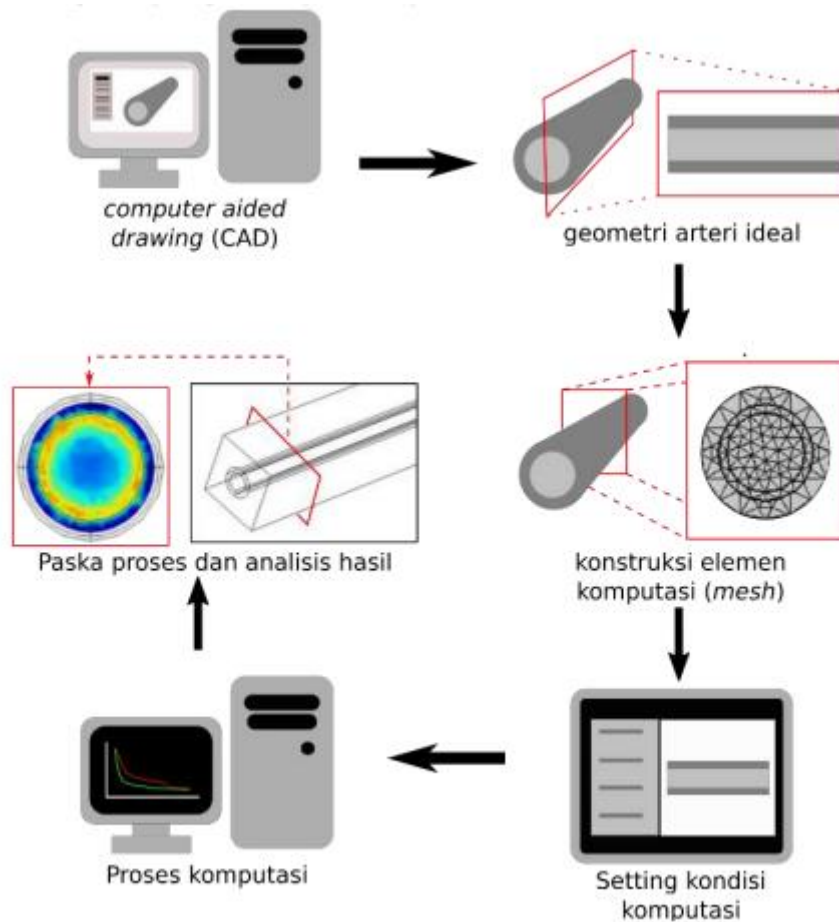 computer aided
drawing (CAD)
geometri arteri ideal
konstruksi elemen
komputasi (mesh)
Setting kondisi
komputasi
Proses komputasi
Paska proses dan analisis hasil